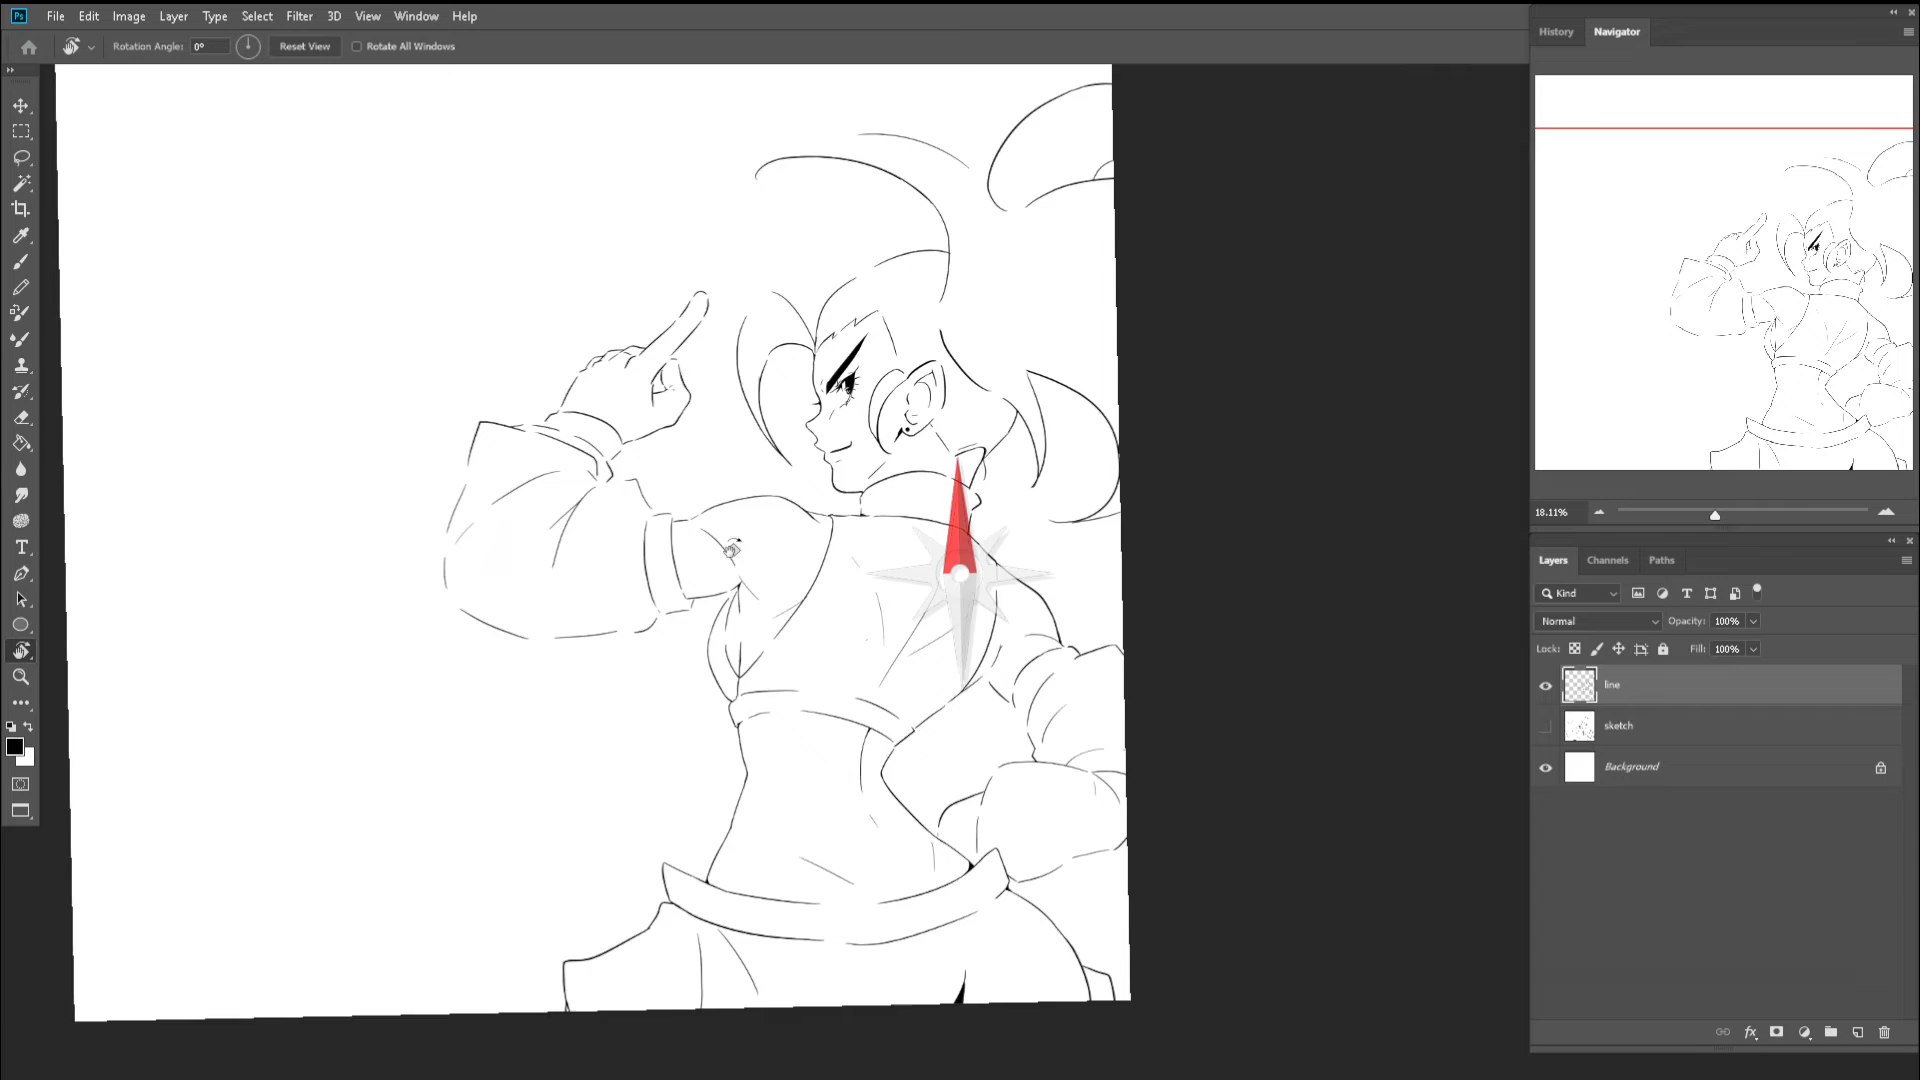 Ps File Edit Image Layer Type Select Filter 3D View Window Help
Rotation Angle: 0° Reset View Rotate All Windows
History Navigator
18.11%
Layers Channels Paths
Kind
Normal Opacity: 100%
Lock: Fill: 100%
line
sketch
Background